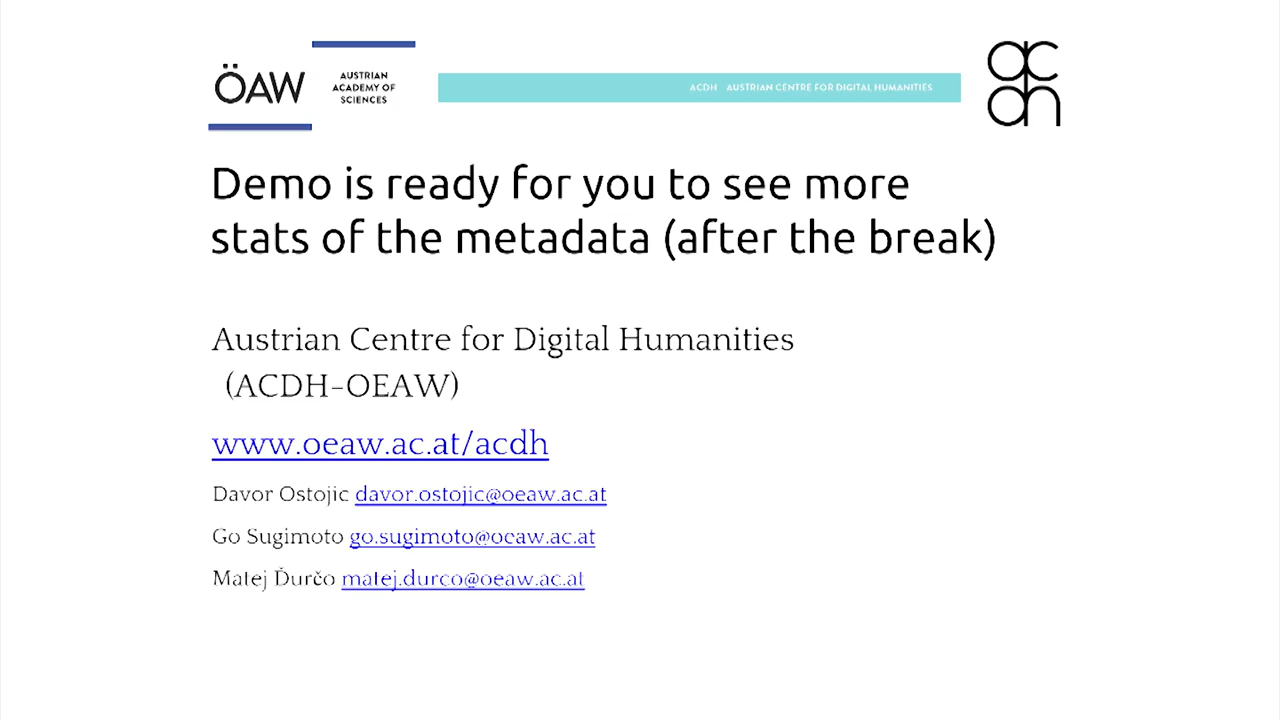 ÖAW
AUSTRIAN
ACADEMY OF
SCIENCES
ACDH AUSTRIAN CENTRE FOR DIGITAL HUMANITIES
ac
dh
Demo is ready for you to see more
stats of the metadata (after the break)
Austrian Centre for Digital Humanities
(ACDH-OEAW)
www.oeaw.ac.at/acdh
Davor Ostojic davor.ostojic@oeaw.ac.at
Go Sugimoto go.sugimoto@oeaw.ac.at
Matej Ďurčo matej.durco@oeaw.ac.at